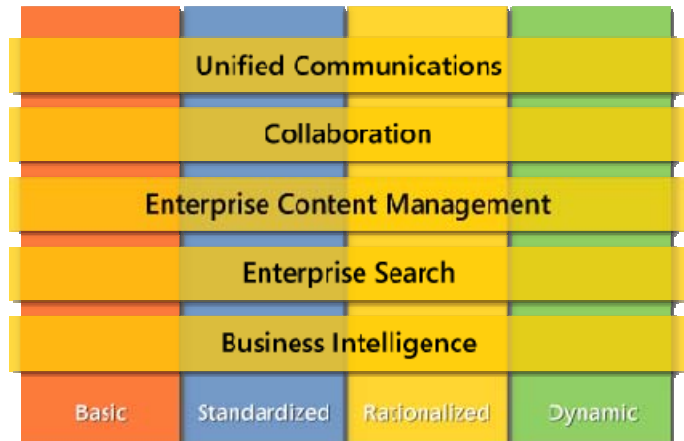 Unified Communications
Collaboration
Enterprise Content Management
Enterprise Search
Business Intelligence
Basic Standardized Rationalized Dynamic